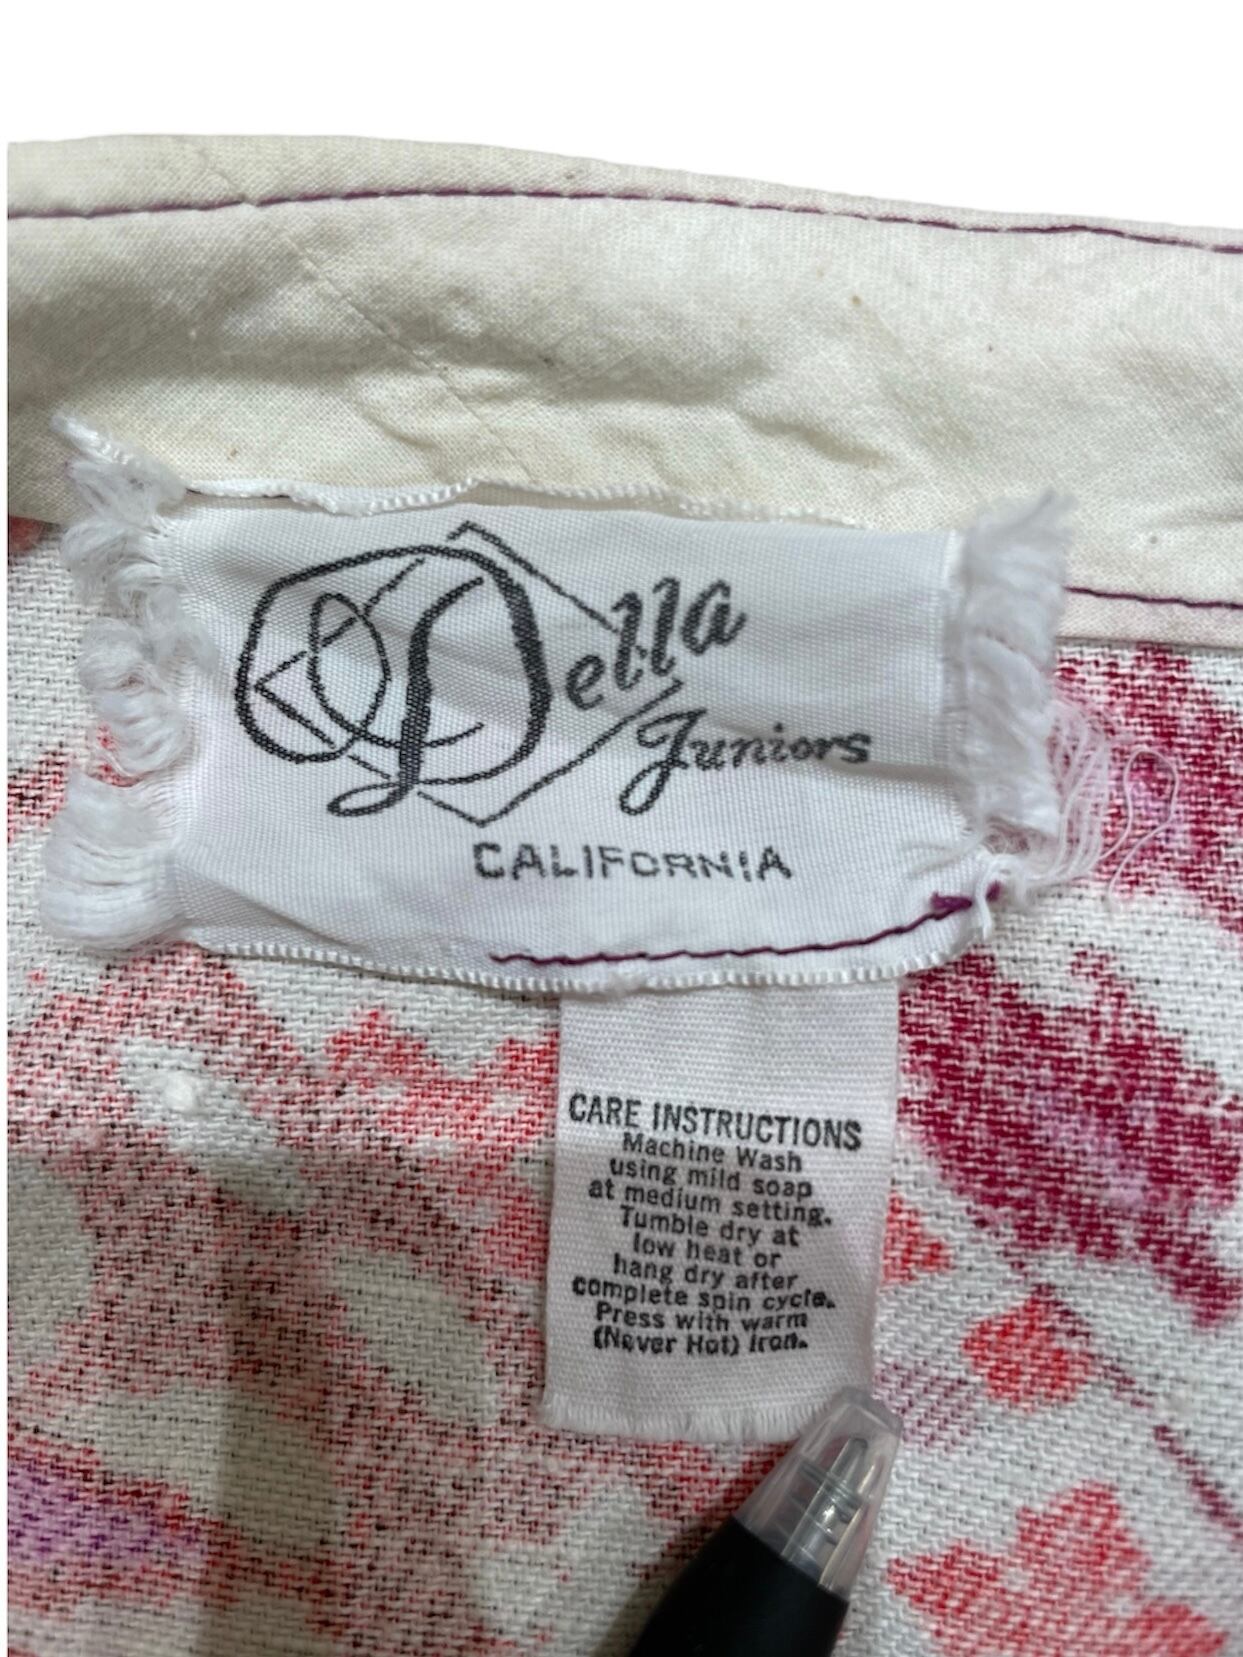 Della
Juniors
CALIFORNIA
CARE INSTRUCTIONS
Machine Wash
using mild soap
at medium setting.
Tumble dry at
low heat or
hang dry after
complete spin cycle.
Press with warm
(Never Hot) Iron.